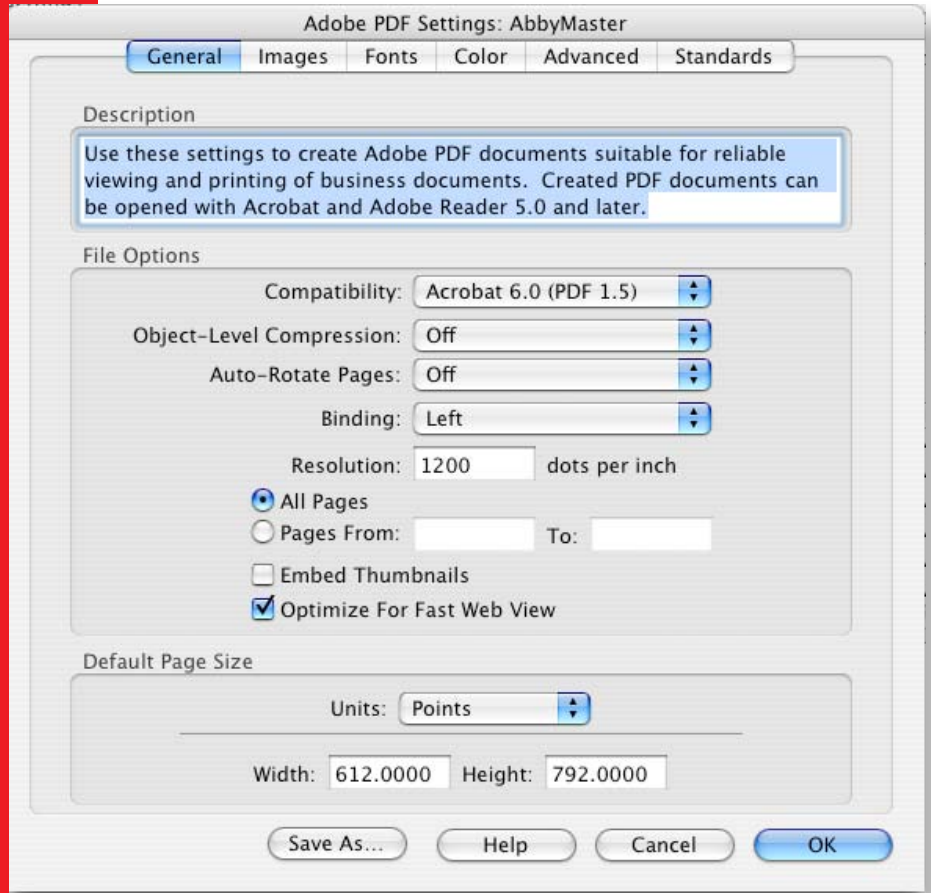 Adobe PDF Settings: AbbyMaster
General Images Fonts Color Advanced Standards
Description
Use these settings to create Adobe PDF documents suitable for reliable
viewing and printing of business documents.  Created PDF documents can
be opened with Acrobat and Adobe Reader 5.0 and later.
File Options
Compatibility: Acrobat 6.0 (PDF 1.5)
Object-Level Compression: Off
Auto-Rotate Pages: Off
Binding: Left
Resolution: 1200 dots per inch
All Pages
Pages From: To:
Embed Thumbnails
Optimize For Fast Web View
Default Page Size
Units: Points
Width: 612.0000 Height: 792.0000
Save As... Help Cancel OK